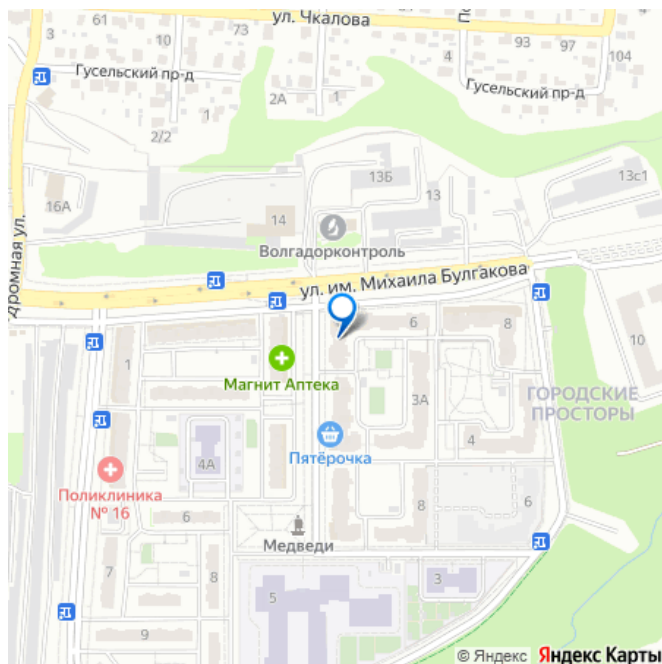 ул. Чкалова
3
61
10
73
1
По
4
93
97
104
Гусельский пр-д
Гусельский пр-д
2А
1
1
2/2
13Б
13
13с1
16А
14
Волгадорконтроль
дромная ул.
ул. им. Михаила Булгакова
6
8
10
1
Магнит Аптека
3А
ГОРОДСКИЕ
ПРОСТОРЫ
Пятёрочка
4
4А
Поликлиника
№ 16
6
8
6
Медведи
7
5
3
9
© Яндекс Яндекс Карты